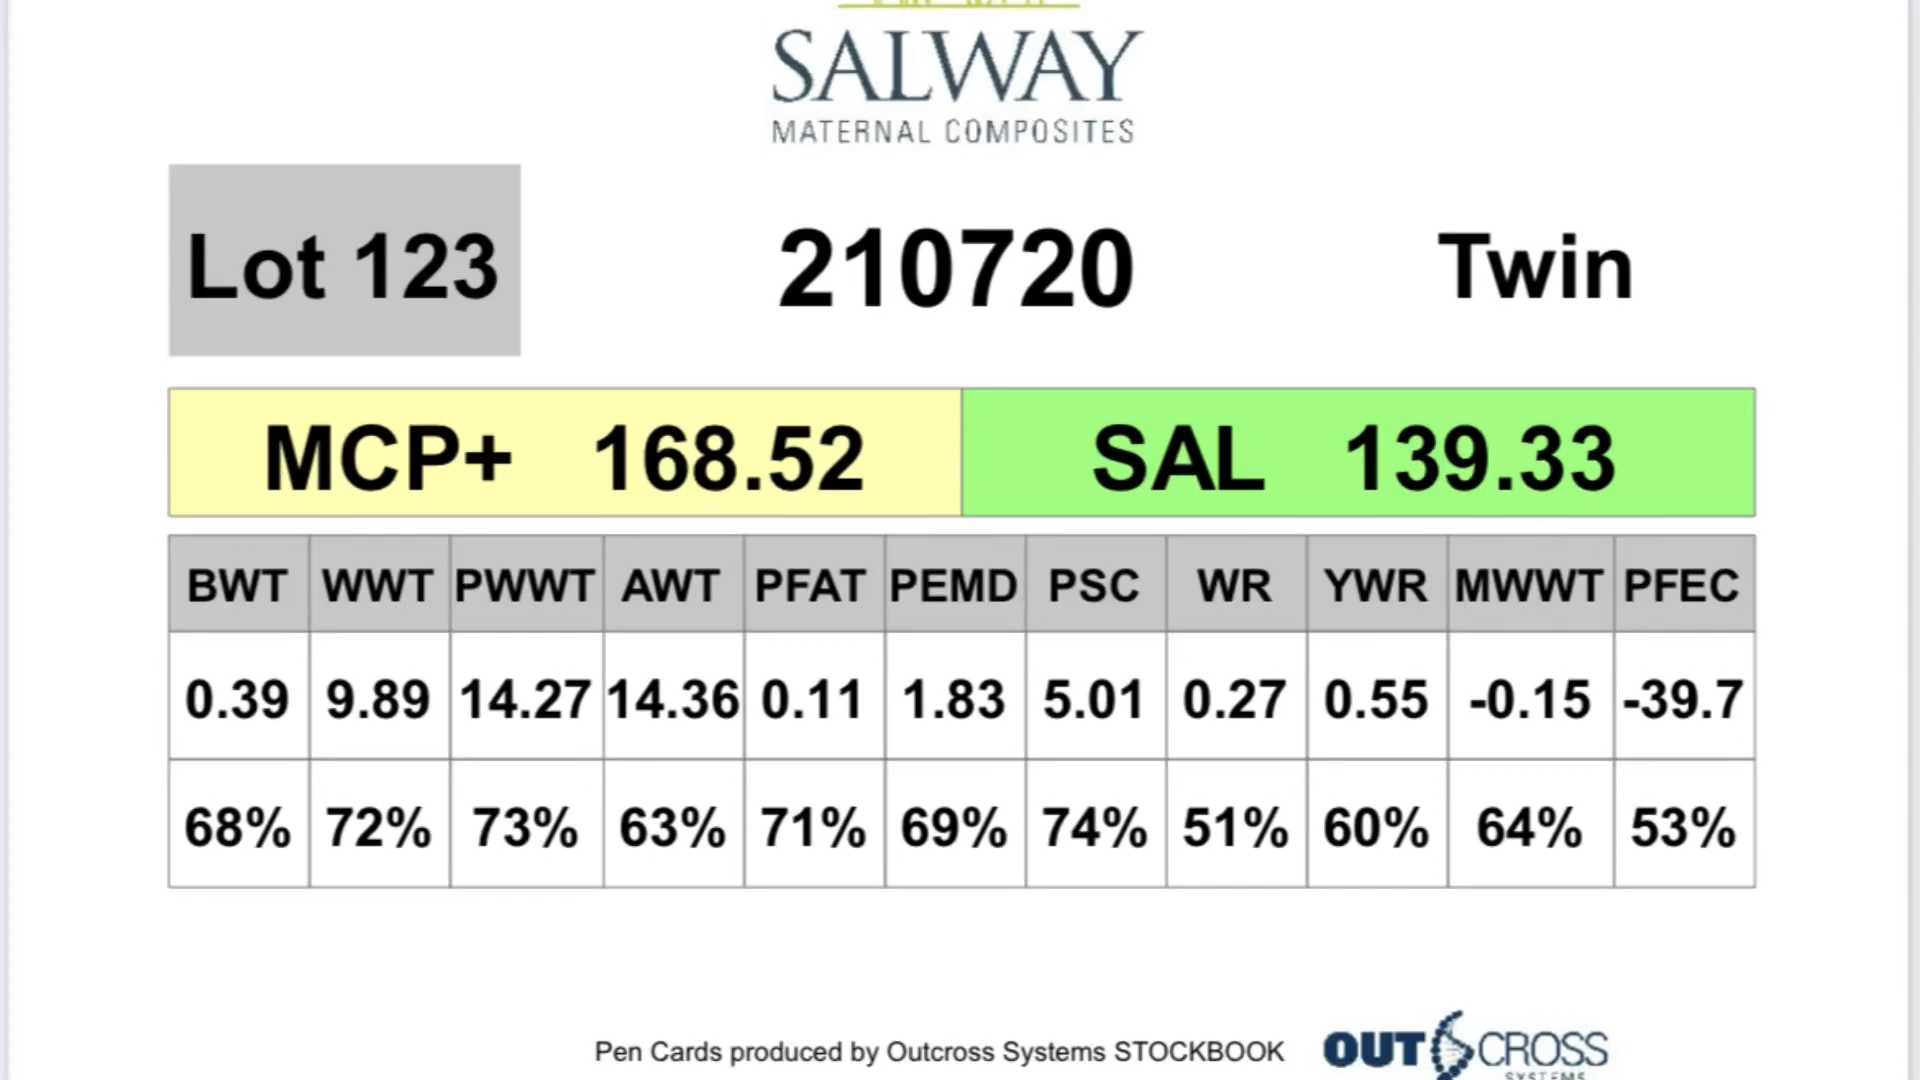 SALWAY
MATERNAL COMPOSITES
Lot 123 210720 Twin
MCP+ 168.52 SAL 139.33
BWT WWT PWWT AWT PFAT PEMD PSC WR YWR MWWT PFEC
0.39 9.89 14.27 14.36 0.11 1.83 5.01 0.27 0.55 -0.15 -39.7
68% 72% 73% 63% 71% 69% 74% 51% 60% 64% 53%
Pen Cards produced by Outcross Systems STOCKBOOK
OUTCROSS
SYSTEMS